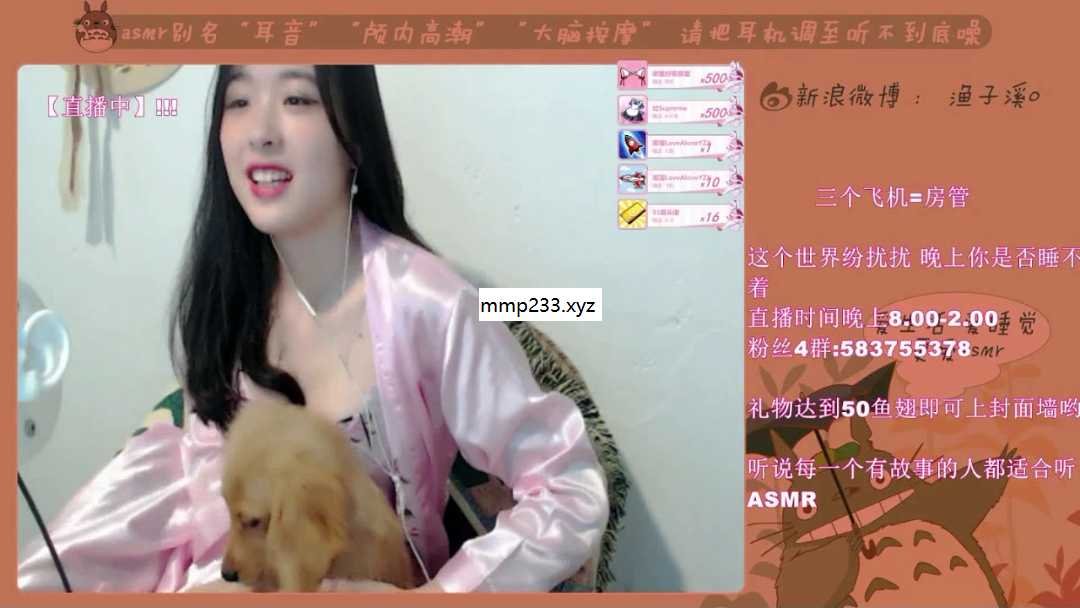 asmr别名“耳音” “颅内高潮” “大脑按摩” 请把耳机调至听不到底噪
【直播中】!!!
x500
x500
x1
x10
x16
新浪微博： 渔子溪o
三个飞机=房管
mmp233.xyz
这个世界纷扰扰 晚上你是否睡不
着
直播时间晚上8.00-2.00
粉丝4群:583755378
礼物达到50鱼翅即可上封面墙哟
听说每一个有故事的人都适合听
ASMR